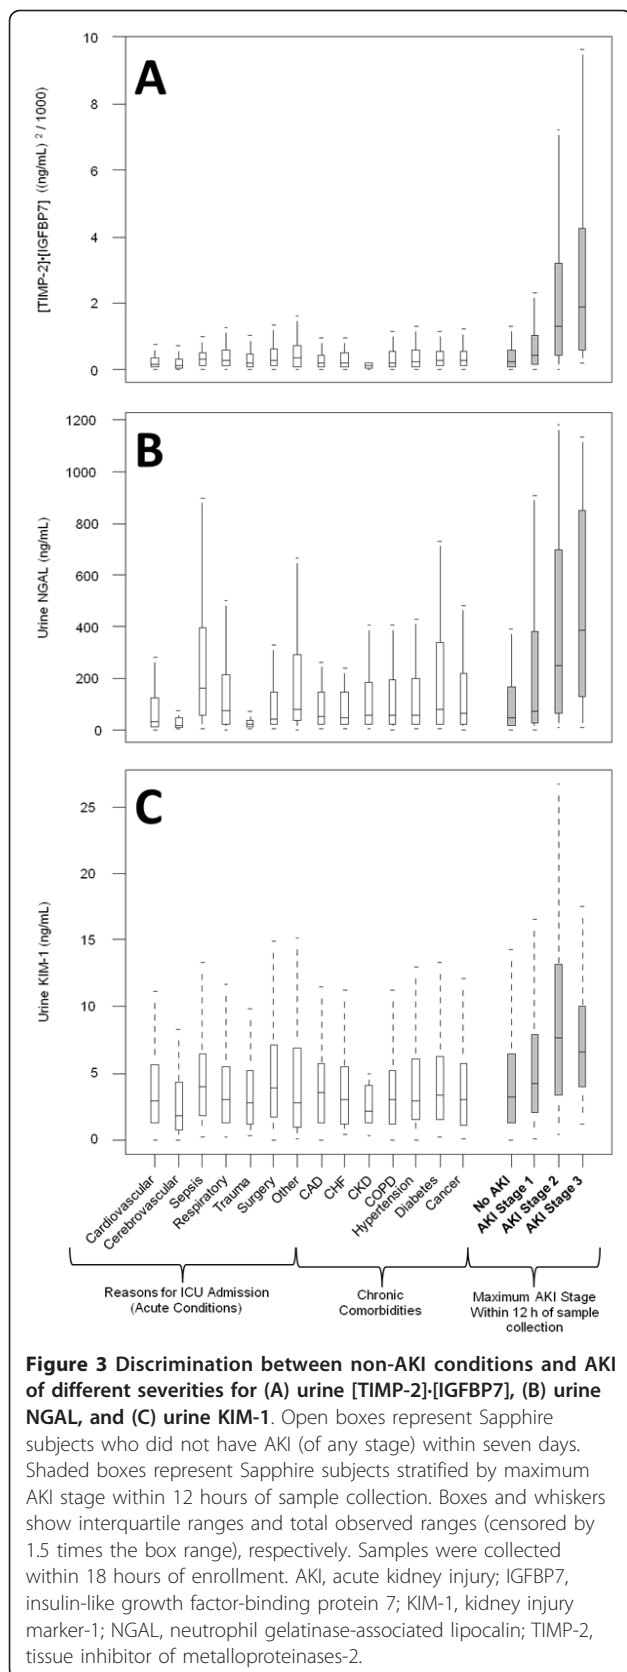 A
10
8
6
4
2
0
[TIMP-2]·[IGFBP7] ((ng/mL) ² / 1000)
B
1200
1000
800
600
400
200
0
Urine NGAL (ng/mL)
C
25
20
15
10
5
0
Urine KIM-1 (ng/mL)
Cardiovascular
Cerebrovascular
Sepsis
Respiratory
Trauma
Surgery
Other
CAD
CHF
CKD
COPD
Hypertension
Diabetes
Cancer
No AKI
AKI Stage 1
AKI Stage 2
AKI Stage 3
Reasons for ICU Admission
(Acute Conditions)
Chronic
Comorbidities
Maximum AKI Stage
Within 12 h of sample
collection
Figure 3 Discrimination between non-AKI conditions and AKI
of different severities for (A) urine [TIMP-2]·[IGFBP7], (B) urine
NGAL, and (C) urine KIM-1. Open boxes represent Sapphire
subjects who did not have AKI (of any stage) within seven days.
Shaded boxes represent Sapphire subjects stratified by maximum
AKI stage within 12 hours of sample collection. Boxes and whiskers
show interquartile ranges and total observed ranges (censored by
1.5 times the box range), respectively. Samples were collected
within 18 hours of enrollment. AKI, acute kidney injury; IGFBP7,
insulin-like growth factor-binding protein 7; KIM-1, kidney injury
marker-1; NGAL, neutrophil gelatinase-associated lipocalin; TIMP-2,
tissue inhibitor of metalloproteinases-2.